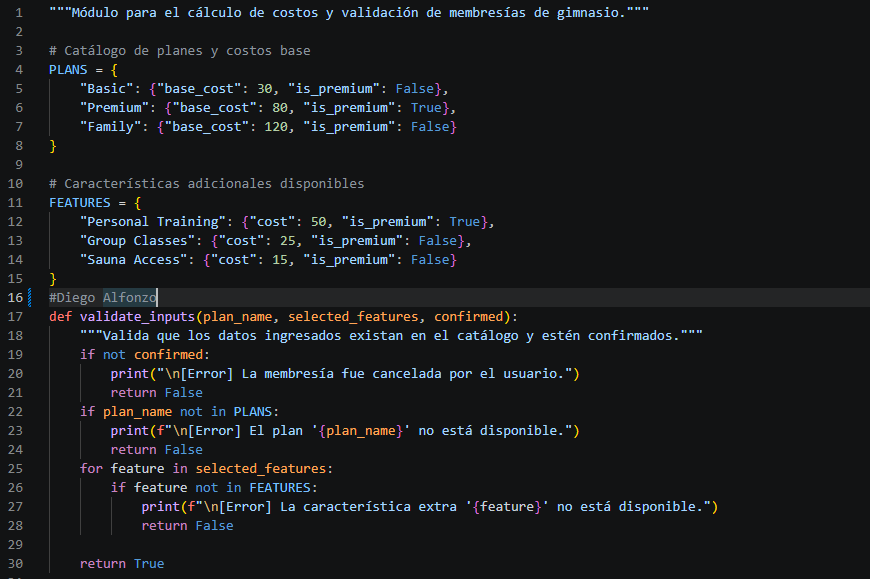 1 """Módulo para el cálculo de costos y validación de membresías de gimnasio."""
2
3 # Catálogo de planes y costos base
4 PLANS = {
5     "Basic": {"base_cost": 30, "is_premium": False},
6     "Premium": {"base_cost": 80, "is_premium": True},
7     "Family": {"base_cost": 120, "is_premium": False}
8 }
9
10 # Características adicionales disponibles
11 FEATURES = {
12     "Personal Training": {"cost": 50, "is_premium": True},
13     "Group Classes": {"cost": 25, "is_premium": False},
14     "Sauna Access": {"cost": 15, "is_premium": False}
15 }
16 #Diego Alfonzo
17 def validate_inputs(plan_name, selected_features, confirmed):
18     """Valida que los datos ingresados existan en el catálogo y estén confirmados."""
19     if not confirmed:
20         print("\n[Error] La membresía fue cancelada por el usuario.")
21         return False
22     if plan_name not in PLANS:
23         print(f"\n[Error] El plan '{plan_name}' no está disponible.")
24         return False
25     for feature in selected_features:
26         if feature not in FEATURES:
27             print(f"\n[Error] La característica extra '{feature}' no está disponible.")
28             return False
29
30     return True